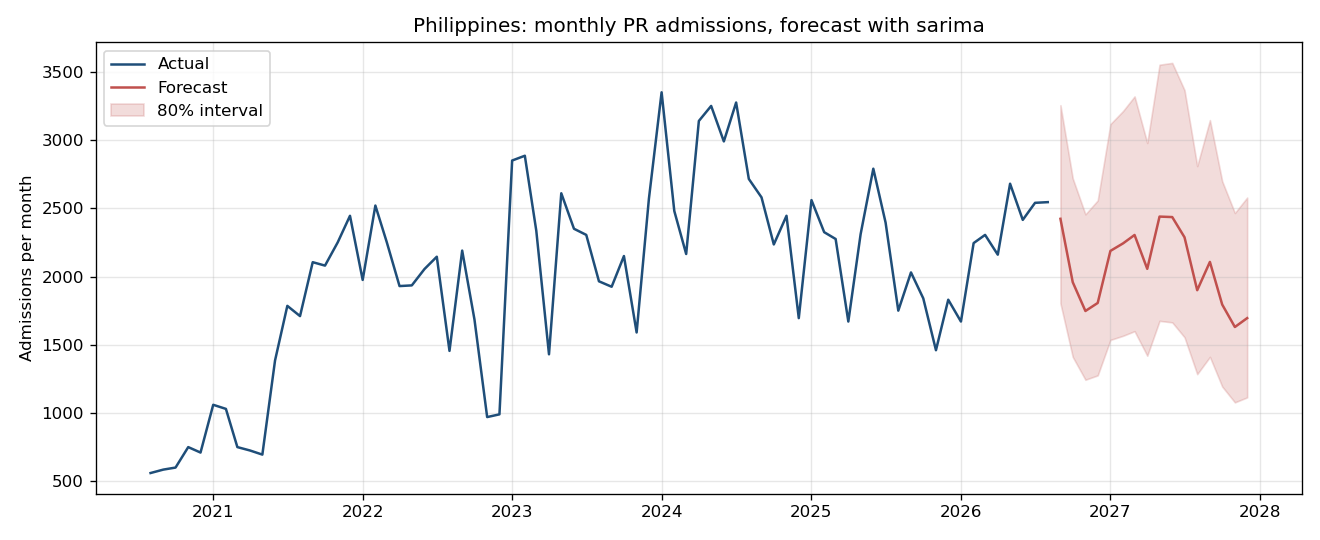 Philippines: monthly PR admissions, forecast with sarima
Actual
Forecast
80% interval
Admissions per month
3500
3000
2500
2000
1500
1000
500
2021 2022 2023 2024 2025 2026 2027 2028